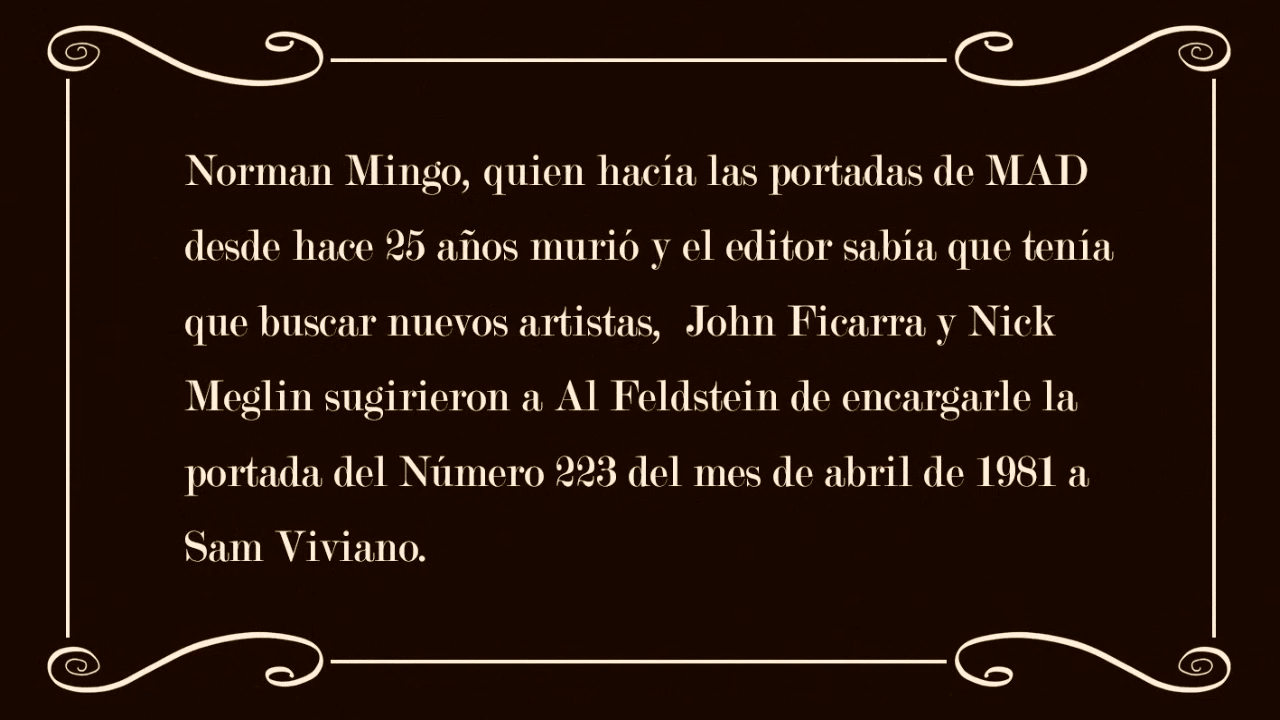 Norman Mingo, quien hacía las portadas de MAD
desde hace 25 años murió y el editor sabía que tenía
que buscar nuevos artistas,  John Ficarra y Nick
Meglin sugirieron a Al Feldstein de encargarle la
portada del Número 223 del mes de abril de 1981 a
Sam Viviano.